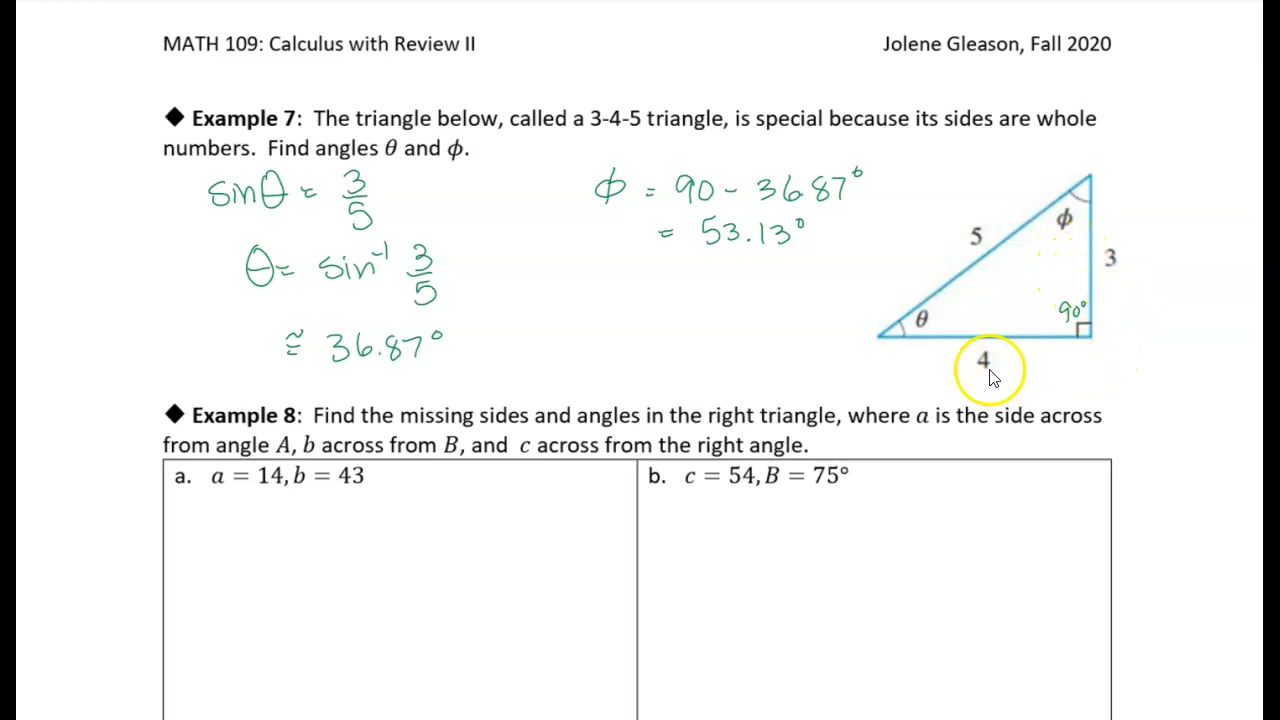 MATH 109: Calculus with Review II
Jolene Gleason, Fall 2020
◆ Example 7: The triangle below, called a 3-4-5 triangle, is special because its sides are whole
numbers. Find angles θ and ϕ.
sinθ = 3/5
θ = sin⁻¹ 3/5
≅ 36.87°
ϕ = 90 - 36.87°
= 53.13°
5
ϕ
3
θ
90°
4
◆ Example 8: Find the missing sides and angles in the right triangle, where a is the side across
from angle A, b across from B, and c across from the right angle.
a. a = 14, b = 43
b. c = 54, B = 75°